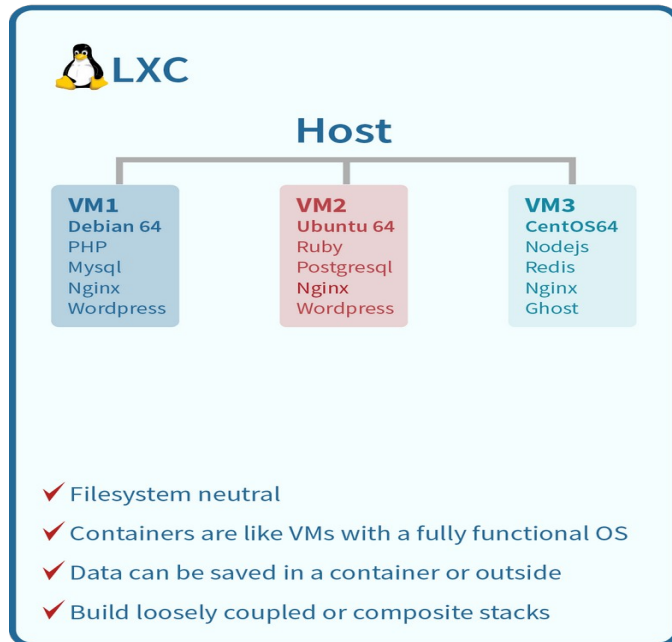 LXC
Host
VM1
Debian 64
PHP
Mysql
Nginx
Wordpress
VM2
Ubuntu 64
Ruby
Postgresql
Nginx
Wordpress
VM3
CentOS64
Nodejs
Redis
Nginx
Ghost
Filesystem neutral
Containers are like VMs with a fully functional OS
Data can be saved in a container or outside
Build loosely coupled or composite stacks